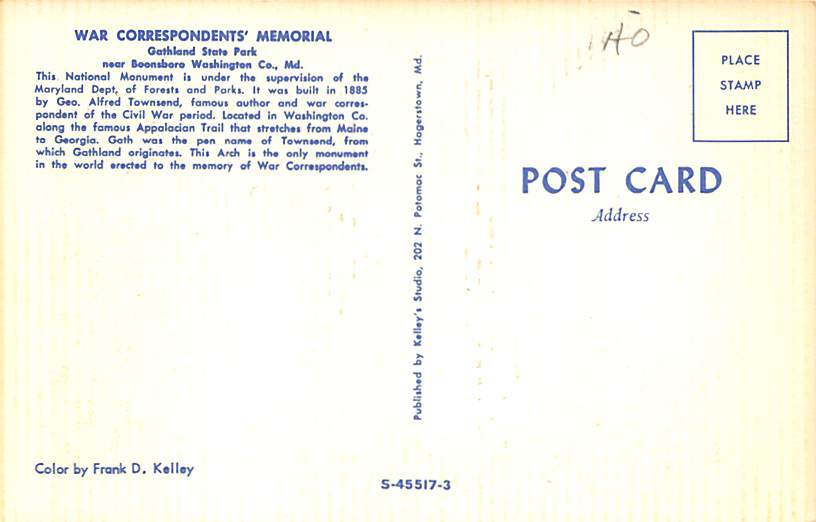 WAR CORRESPONDENTS' MEMORIAL
Gathland State Park
near Boonsboro Washington Co., Md.
This National Monument is under the supervision of the
Maryland Dept, of Forests and Parks. It was built in 1885
by Geo. Alfred Townsend, famous author and war corres-
pondent of the Civil War period. Located in Washington Co.
along the famous Appalacian Trail that stretches from Maine
to Georgia. Gath was the pen name of Townsend, from
which Gathland originates. This Arch is the only monument
in the world erected to the memory of War Correspondents.
Color by Frank D. Kelley
Published by Kelley's Studio, 202 N. Potomac St., Hagerstown, Md.
S-45517-3
PLACE
STAMP
HERE
POST CARD
Address